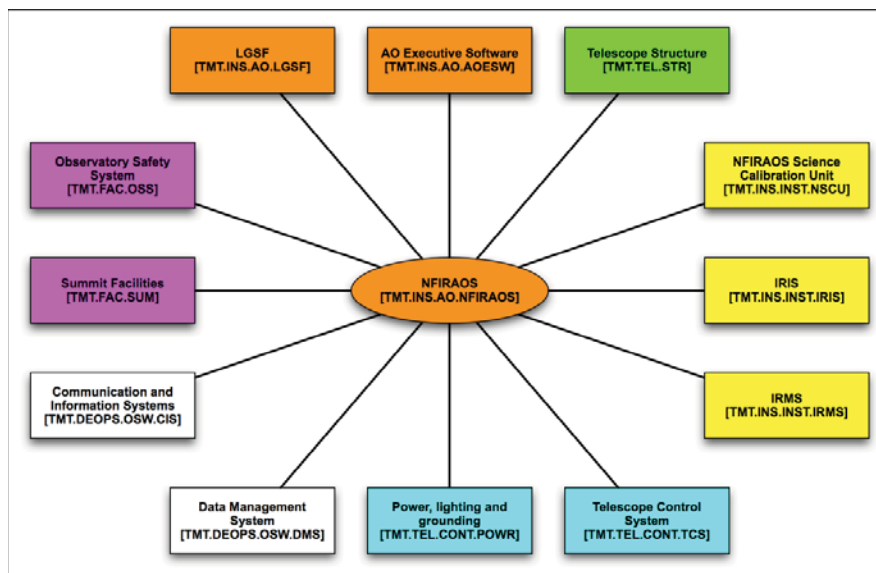 LGSF
[TMT.INS.AO.LGSF]
AO Executive Software
[TMT.INS.AO.AOESW]
Telescope Structure
[TMT.TEL.STR]
Observatory Safety
System
[TMT.FAC.OSS]
NFIRAOS Science
Calibration Unit
[TMT.INS.INST.NSCU]
Summit Facilities
[TMT.FAC.SUM]
NFIRAOS
[TMT.INS.AO.NFIRAOS]
IRIS
[TMT.INS.INST.IRIS]
Communication and
Information Systems
[TMT.DEOPS.OSW.CIS]
IRMS
[TMT.INS.INST.IRMS]
Data Management
System
[TMT.DEOPS.OSW.DMS]
Power, lighting and
grounding
[TMT.TEL.CONT.POWR]
Telescope Control
System
[TMT.TEL.CONT.TCS]